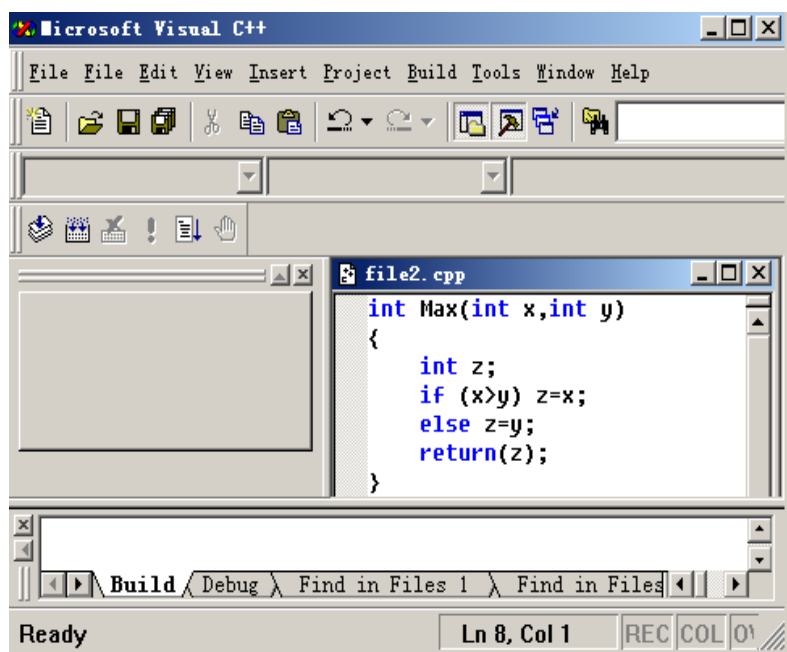 Microsoft Visual C++
File File Edit View Insert Project Build Tools Window Help
file2.cpp
int Max(int x,int y)
{
int z;
if (x>y) z=x;
else z=y;
return(z);
}
Build Debug Find in Files 1 Find in Files
Ready Ln 8, Col 1 REC COL